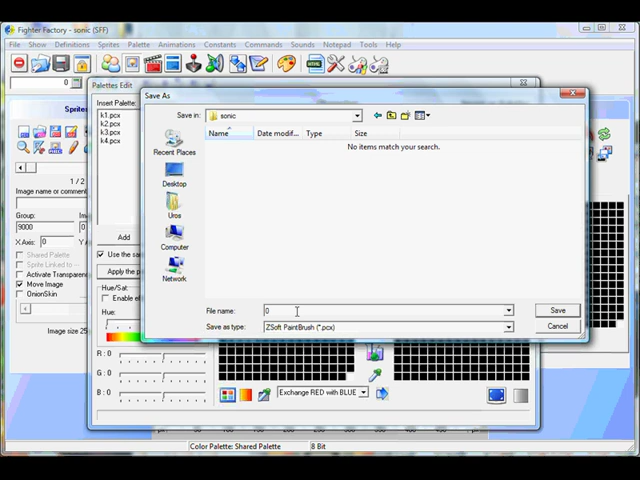 Fighter Factory - sonic (SFF)
File Show Definitions Sprites Palette Animations Constants Commands Sounds Notepad Tools Help
0
Palettes Edit
Insert Palette:
k1.pcx
k2.pcx
k3.pcx
k4.pcx
Add
Use the
Apply the p
Hue/Sat:
Enable e
Hue:
R : 0
G : 0
B : 0
Exchange RED with BLUE
Sprites
1 / 2
Image name or comment
Group:
9000
X Axis: 0
Shared Palette
Sprite Linked to
Activate Transparen
Move Image
OnionSkin
Image size 25
Save As
Save in: sonic
Name Date modif... Type Size
No items match your search.
Recent Places
Desktop
Uros
Computer
Network
File name: 0 Save
Save as type: ZSoft PaintBrush (*.pcx) Cancel
Color Palette: Shared Palette 8 Bit